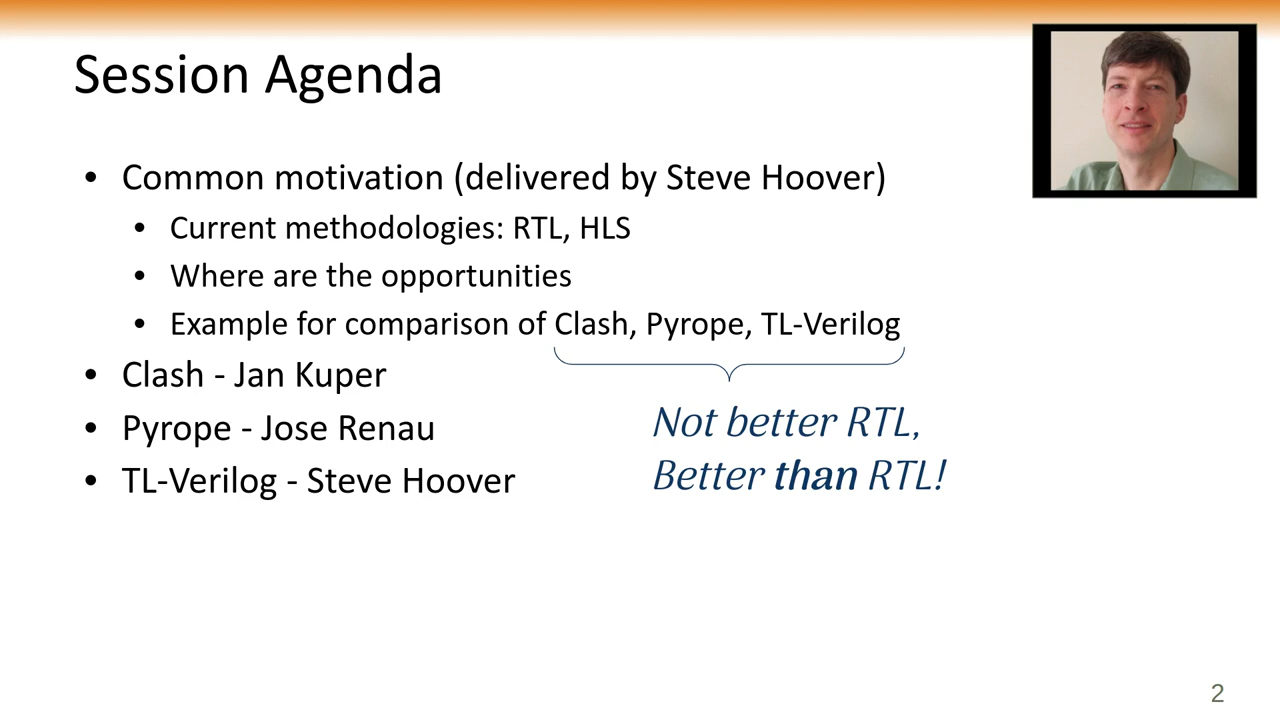 Session Agenda
• Common motivation (delivered by Steve Hoover)
• Current methodologies: RTL, HLS
• Where are the opportunities
• Example for comparison of Clash, Pyrope, TL-Verilog
• Clash - Jan Kuper
• Pyrope - Jose Renau
• TL-Verilog - Steve Hoover
Not better RTL,
Better than RTL!
2